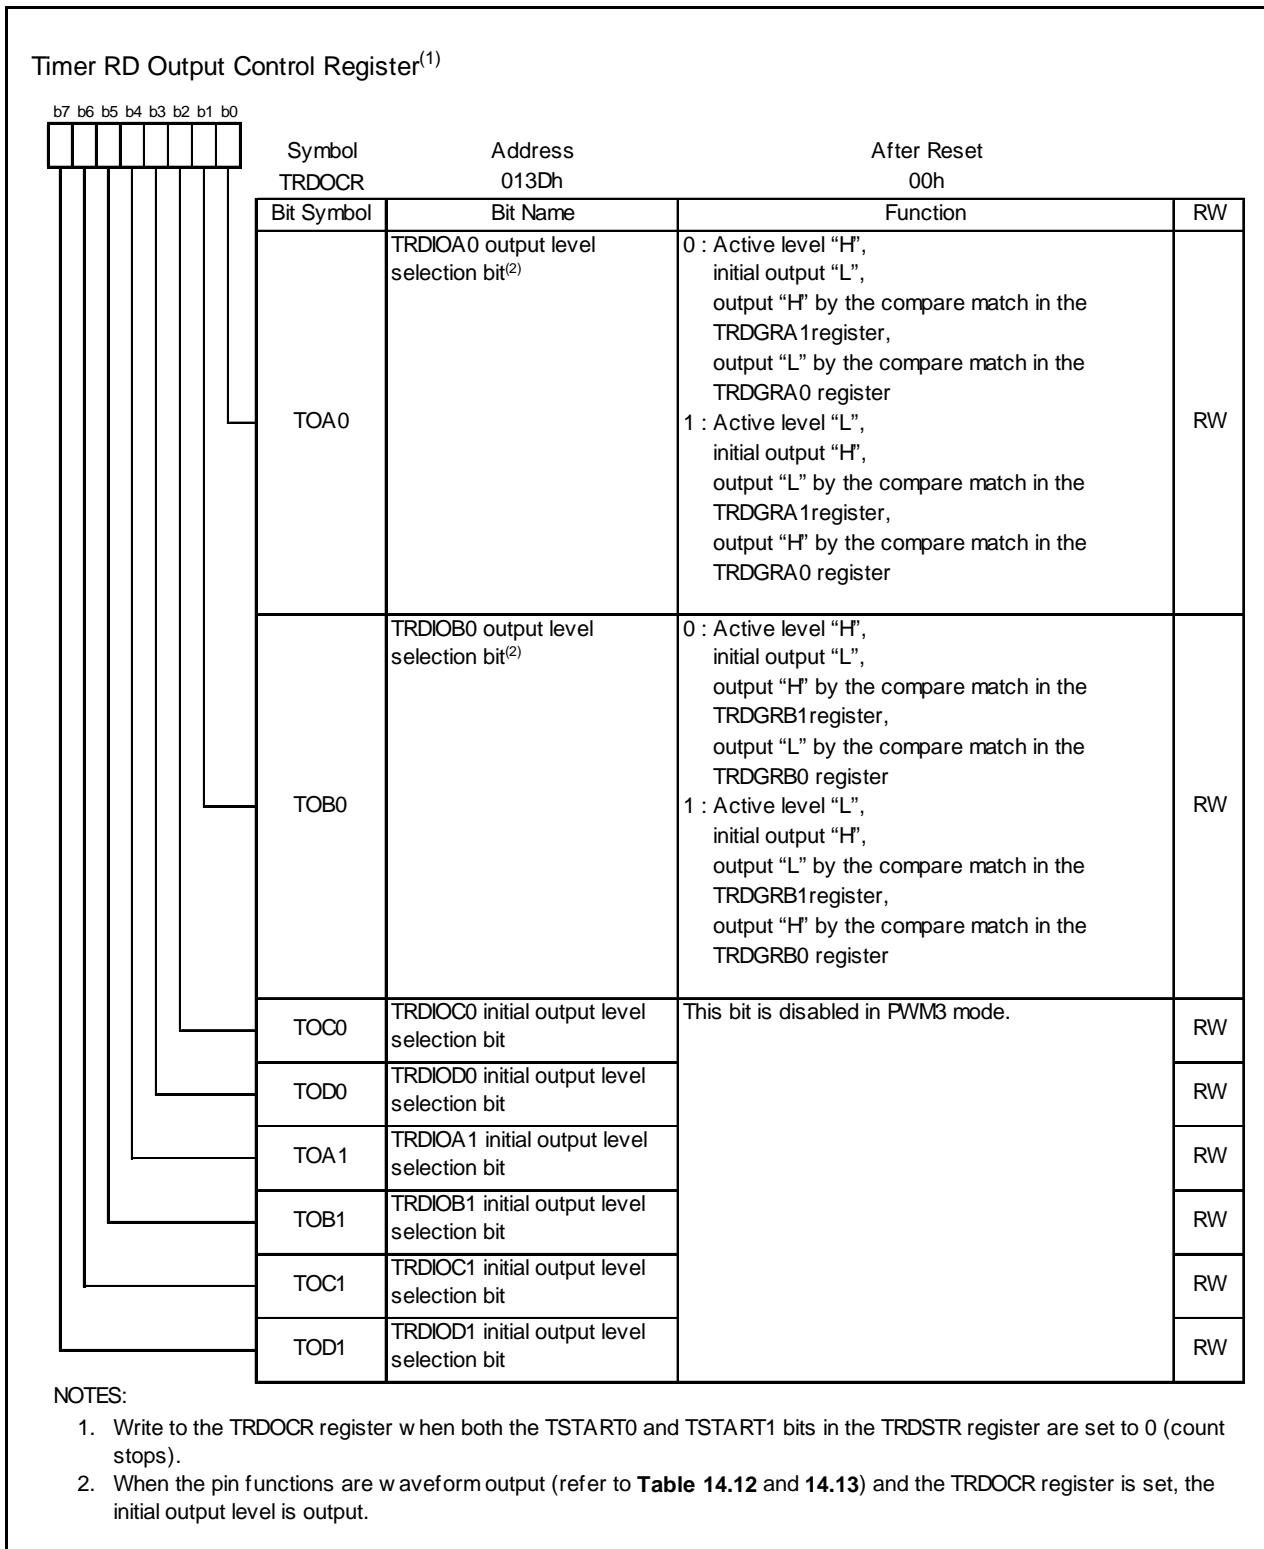 Timer RD Output Control Register(1)
b7 b6 b5 b4 b3 b2 b1 b0
Symbol Address After Reset
TRDOCR 013Dh 00h
Bit Symbol Bit Name Function RW
TOA0
TRDIOA0 output level
selection bit(2)
0 : Active level “H”,
initial output “L”,
output “H” by the compare match in the
TRDGRA1register,
output “L” by the compare match in the
TRDGRA0 register
1 : Active level “L”,
initial output “H”,
output “L” by the compare match in the
TRDGRA1register,
output “H” by the compare match in the
TRDGRA0 register
RW
TOB0
TRDIOB0 output level
selection bit(2)
0 : Active level “H”,
initial output “L”,
output “H” by the compare match in the
TRDGRB1register,
output “L” by the compare match in the
TRDGRB0 register
1 : Active level “L”,
initial output “H”,
output “L” by the compare match in the
TRDGRB1register,
output “H” by the compare match in the
TRDGRB0 register
RW
TOC0
TRDIOC0 initial output level
selection bit
This bit is disabled in PWM3 mode.
RW
TOD0
TRDIOD0 initial output level
selection bit
RW
TOA1
TRDIOA1 initial output level
selection bit
RW
TOB1
TRDIOB1 initial output level
selection bit
RW
TOC1
TRDIOC1 initial output level
selection bit
RW
TOD1
TRDIOD1 initial output level
selection bit
RW
NOTES:
1. Write to the TRDOCR register when both the TSTART0 and TSTART1 bits in the TRDSTR register are set to 0 (count
stops).
2. When the pin functions are waveform output (refer to Table 14.12 and 14.13) and the TRDOCR register is set, the
initial output level is output.